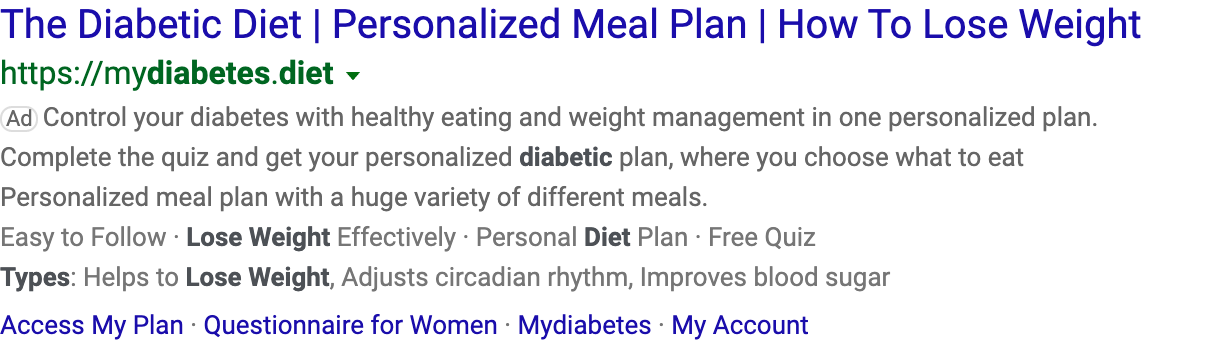 The Diabetic Diet | Personalized Meal Plan | How To Lose Weight
https://mydiabetes.diet
Ad Control your diabetes with healthy eating and weight management in one personalized plan.
Complete the quiz and get your personalized diabetic plan, where you choose what to eat
Personalized meal plan with a huge variety of different meals.
Easy to Follow · Lose Weight Effectively · Personal Diet Plan · Free Quiz
Types: Helps to Lose Weight, Adjusts circadian rhythm, Improves blood sugar
Access My Plan · Questionnaire for Women · Mydiabetes · My Account